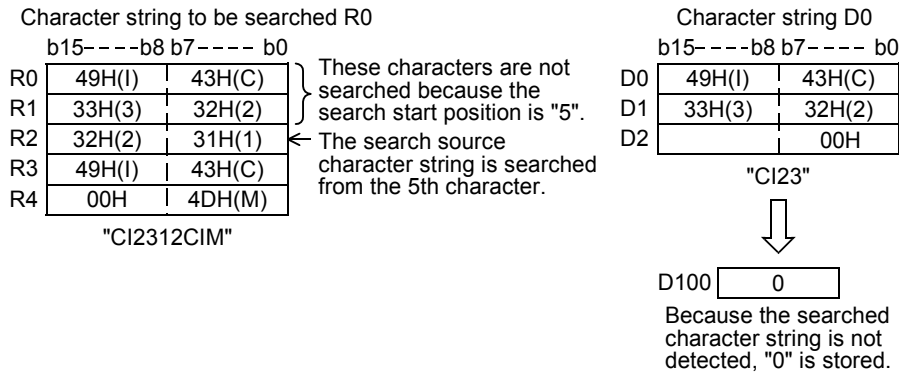 Character string to be searched R0
b15----b8 b7---- b0
R0 49H(I) 43H(C)
R1 33H(3) 32H(2)
R2 32H(2) 31H(1)
R3 49H(I) 43H(C)
R4 00H 4DH(M)
"CI2312CIM"
These characters are not
searched because the
search start position is "5".
The search source
character string is searched
from the 5th character.
Character string D0
b15----b8 b7---- b0
D0 49H(I) 43H(C)
D1 33H(3) 32H(2)
D2 00H
"CI23"
D100 0
Because the searched
character string is not
detected, "0" is stored.